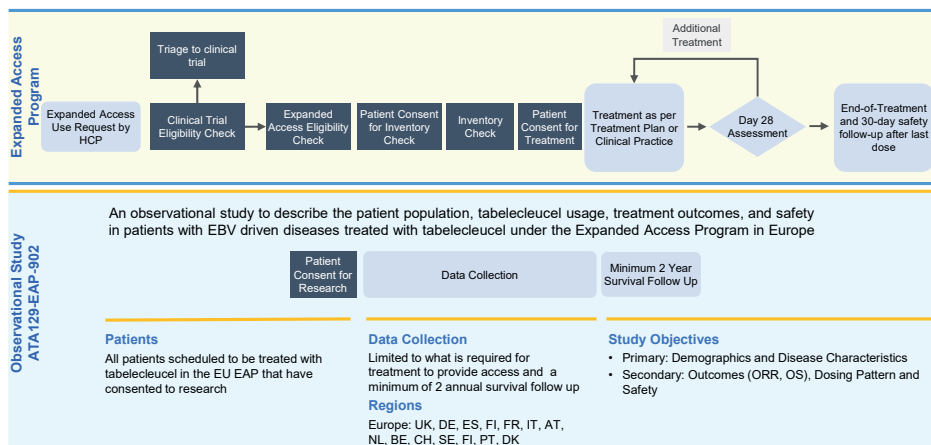 Expanded Access
Program
Triage to clinical
trial
Additional
Treatment
Expanded Access
Use Request by
HCP
Clinical Trial
Eligibility Check
Expanded
Access Eligibility
Check
Patient Consent
for Inventory
Check
Inventory
Check
Patient
Consent for
Treatment
Treatment as per
Treatment Plan or
Clinical Practice
Day 28
Assessment
End-of-Treatment
and 30-day safety
follow-up after last
dose
Observational Study
ATA129-EAP-902
An observational study to describe the patient population, tabelecleucel usage, treatment outcomes, and safety
in patients with EBV driven diseases treated with tabelecleucel under the Expanded Access Program in Europe
Patient
Consent for
Research
Data Collection
Minimum 2 Year
Survival Follow Up
Patients
All patients scheduled to be treated with
tabelecleucel in the EU EAP that have
consented to research
Data Collection
Limited to what is required for
treatment to provide access and a
minimum of 2 annual survival follow up
Regions
Europe: UK, DE, ES, FI, FR, IT, AT,
NL, BE, CH, SE, FI, PT, DK
Study Objectives
• Primary: Demographics and Disease Characteristics
• Secondary: Outcomes (ORR, OS), Dosing Pattern and
Safety